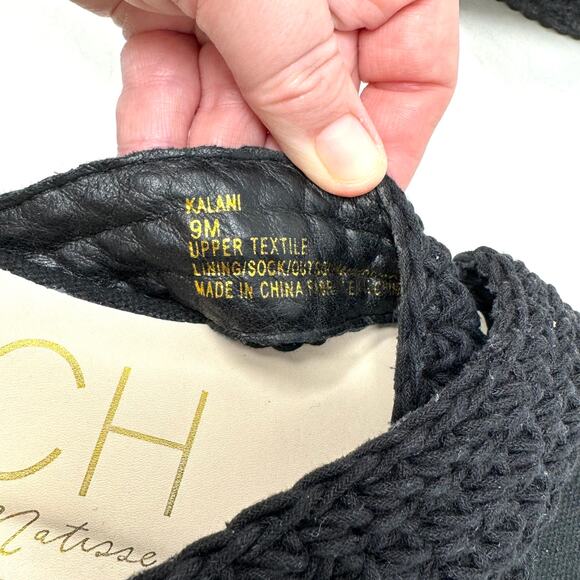 KALANI
9M
UPPER TEXTILE
LINING/SOCK/
MADE IN CHINA
CH
Matisse